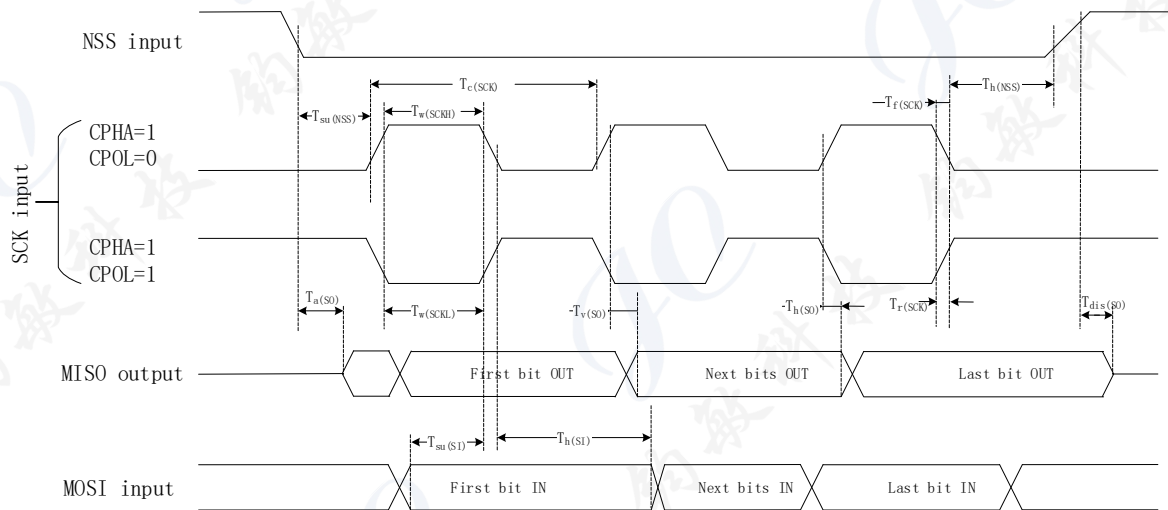 NSS input
Tc(SCK)
Th(NSS)
Tf(SCK)
Tsu(NSS)
Tw(SCKH)
CPHA=1
CPOL=0
SCK input
CPHA=1
CPOL=1
Ta(SO)
Tw(SCKL)
Tv(SO)
Th(SO)
Tr(SCK)
Tdis(SO)
MISO output
First bit OUT
Next bits OUT
Last bit OUT
Tsu(SI)
Th(SI)
MOSI input
First bit IN
Next bits IN
Last bit IN